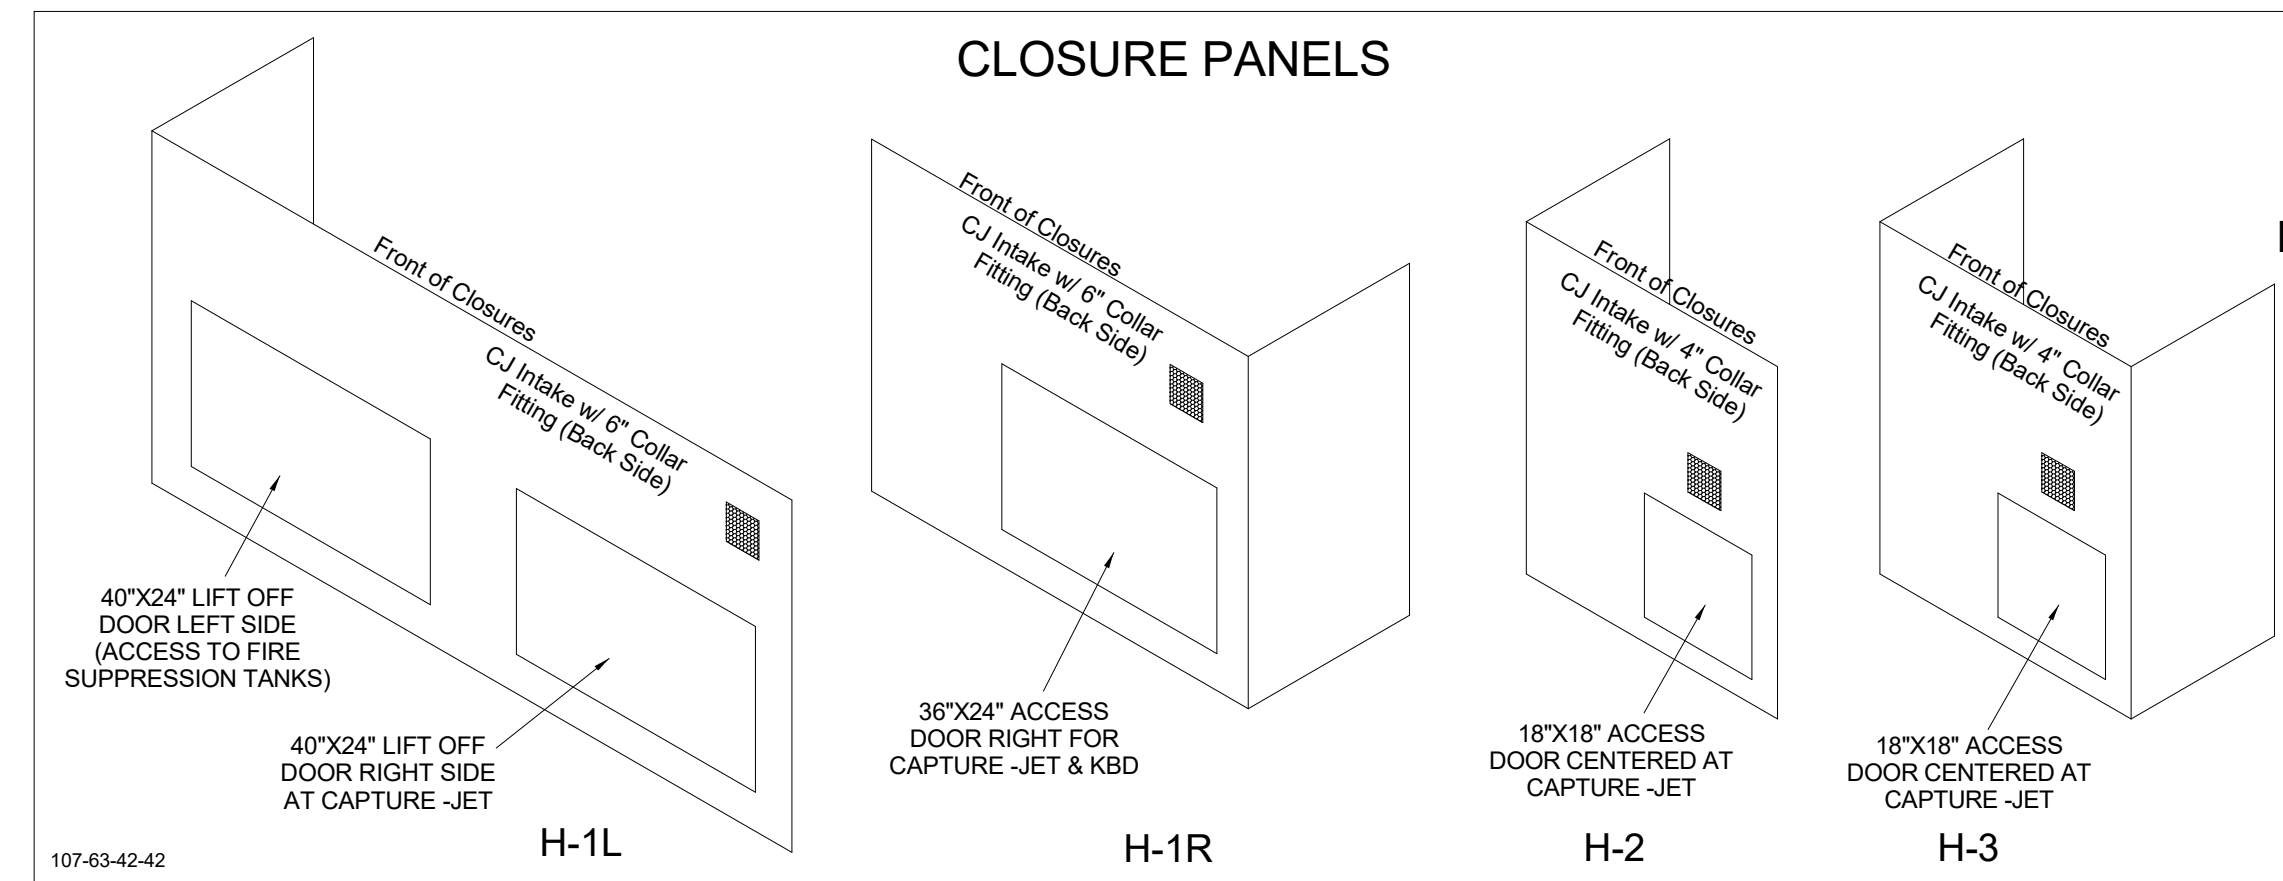 CLOSURE PANELS
Front of Closures
CJ Intake w/ 6" Collar
Fitting (Back Side)
40"X24" LIFT OFF
DOOR LEFT SIDE
(ACCESS TO FIRE
SUPPRESSION TANKS)
40"X24" LIFT OFF
DOOR RIGHT SIDE
AT CAPTURE -JET
H-1L
Front of Closures
CJ Intake w/ 6" Collar
Fitting (Back Side)
36"X24" ACCESS
DOOR RIGHT FOR
CAPTURE -JET & KBD
H-1R
Front of Closures
CJ Intake w/ 4" Collar
Fitting (Back Side)
18"X18" ACCESS
DOOR CENTERED AT
CAPTURE -JET
H-2
Front of Closures
CJ Intake w/ 4" Collar
Fitting (Back Side)
18"X18" ACCESS
DOOR CENTERED AT
CAPTURE -JET
H-3
107-63-42-42